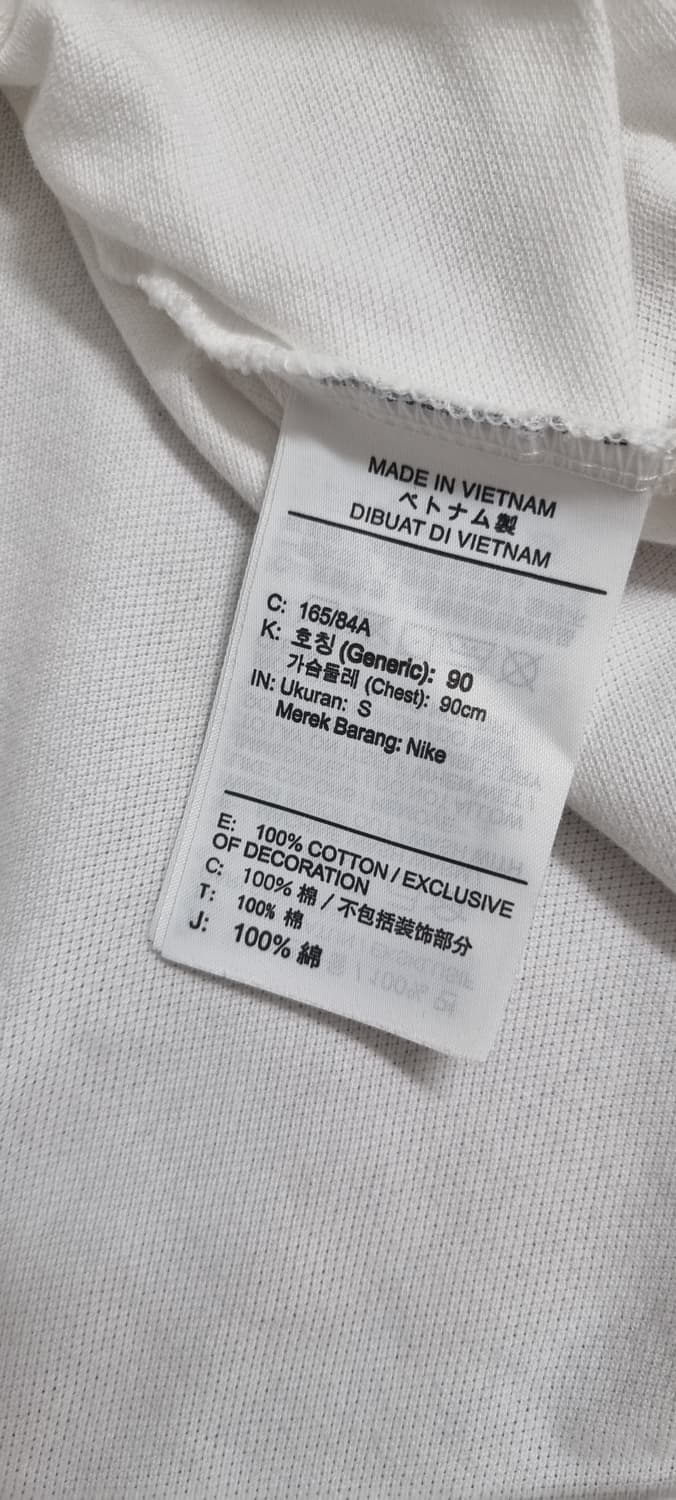 MADE IN VIETNAM
ベトナム製
DIBUAT DI VIETNAM
C: 165/84A
K: 호칭 (Generic): 90
가슴둘레 (Chest): 90cm
IN: Ukuran: S
Merek Barang: Nike
E: 100% COTTON / EXCLUSIVE
OF DECORATION
C: 100% 棉 / 不包括装饰部分
T: 100% 棉
J: 100% 綿